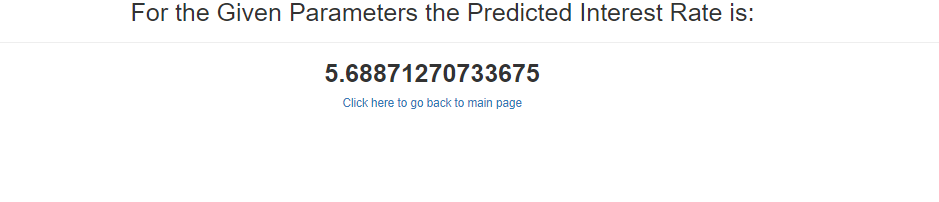 For the Given Parameters the Predicted Interest Rate is:
5.68871270733675
Click here to go back to main page